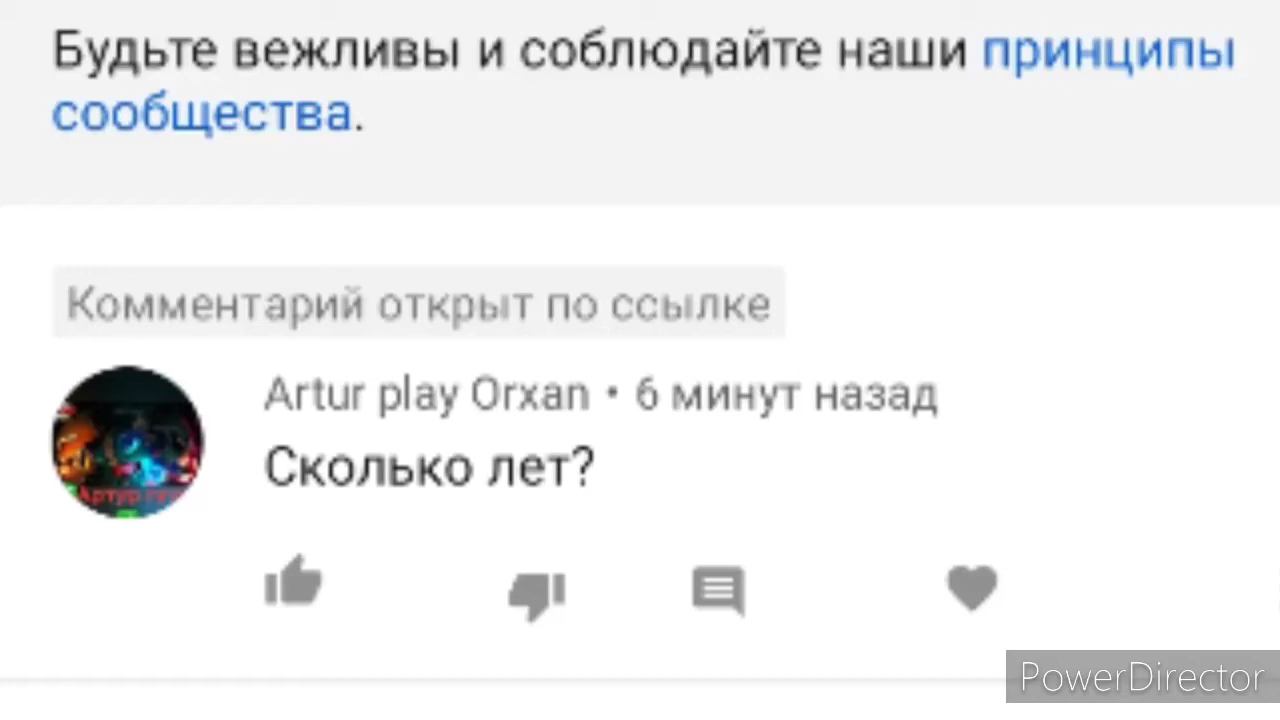 Будьте вежливы и соблюдайте наши принципы
сообщества.
Комментарий открыт по ссылке
Artur play Orxan • 6 минут назад
Сколько лет?
Артур
PowerDirector